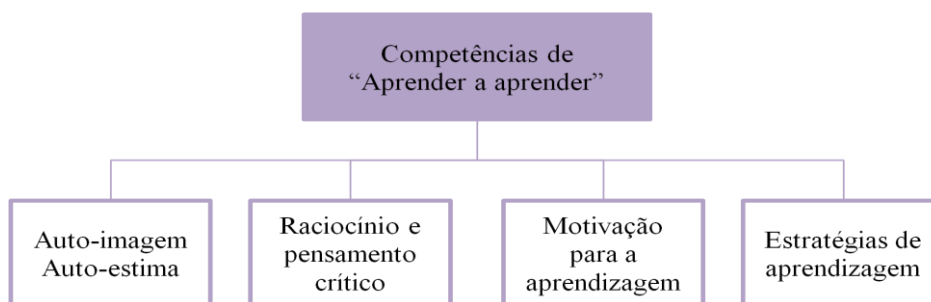 Competências de
“Aprender a aprender”
Auto-imagem
Auto-estima
Raciocínio e
pensamento
crítico
Motivação
para a
aprendizagem
Estratégias de
aprendizagem